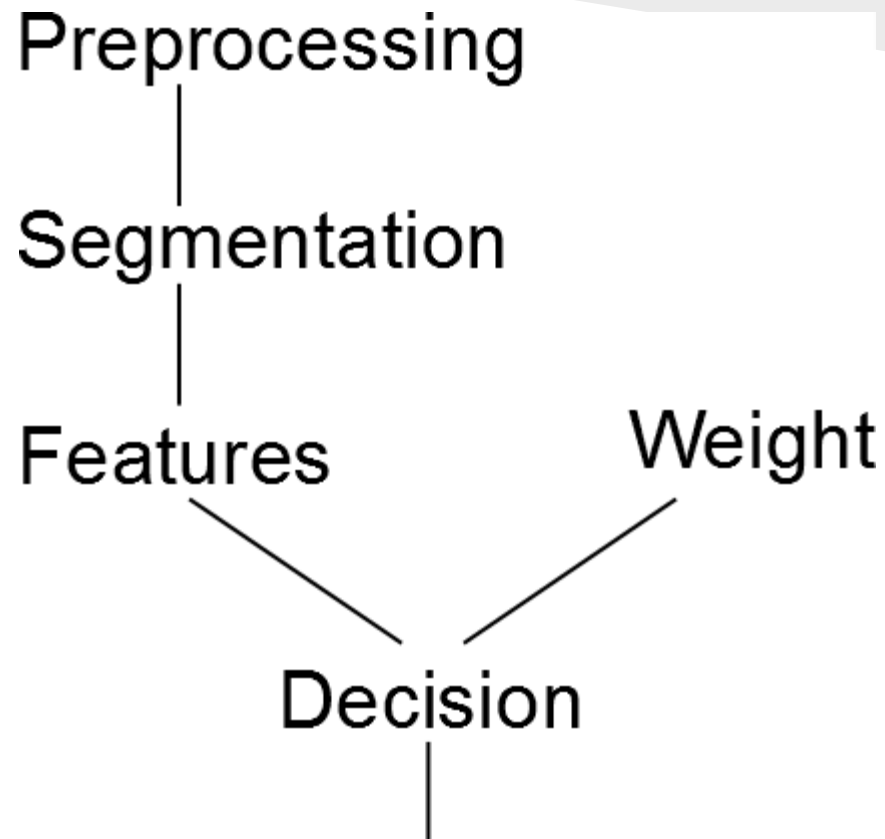 Preprocessing
Segmentation
Features
Weight
Decision